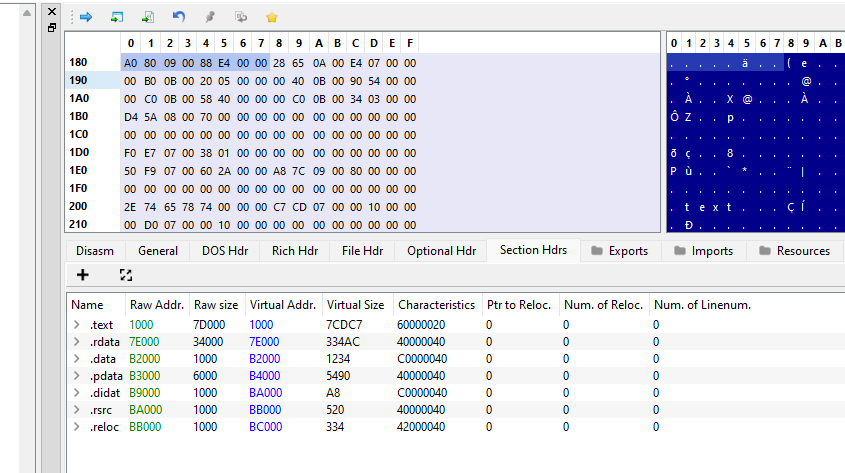 0 1 2 3 4 5 6 7 8 9 A B C D E F 0 1 2 3 4 5 6 7 8 9 A B
180 A0 80 09 00 88 E4 00 00 28 65 0A 00 E4 07 00 00 . . . . . ä . . ( e . .
190 00 B0 0B 00 20 05 00 00 00 40 0B 00 90 54 00 00 . ° . . . . . . @ . .
1A0 00 C0 0B 00 58 40 00 00 00 C0 0B 00 34 03 00 00 . À . . X @ . . . À . .
1B0 D4 5A 08 00 70 00 00 00 00 00 00 00 00 00 00 00 Ô Z . . p . . . . . . .
1C0 00 00 00 00 00 00 00 00 00 00 00 00 00 00 00 00 . . . . . . . . . . . .
1D0 F0 E7 07 00 38 01 00 00 00 00 00 00 00 00 00 00 ð ç . . 8 . . . . . . .
1E0 50 F9 07 00 60 2A 00 00 A8 7C 09 00 80 00 00 00 P ù . . ` * . . ¨ | . .
1F0 00 00 00 00 00 00 00 00 00 00 00 00 00 00 00 00 . . . . . . . . . . . .
200 2E 74 65 78 74 00 00 00 C7 CD 07 00 00 10 00 00 . t e x t . . . Ç Í . .
210 00 D0 07 00 00 10 00 00 00 00 00 00 00 00 00 00 . Ð . . . . . . . . . .
Disasm General DOS Hdr Rich Hdr File Hdr Optional Hdr Section Hdrs Exports Imports Resources
Name Raw Addr. Raw size Virtual Addr. Virtual Size Characteristics Ptr to Reloc. Num. of Reloc. Num. of Linenum.
.text 1000 7D000 1000 7CDC7 60000020 0 0 0
.rdata 7E000 34000 7E000 334AC 40000040 0 0 0
.data B2000 1000 B2000 1234 C0000040 0 0 0
.pdata B3000 6000 B4000 5490 40000040 0 0 0
.didat B9000 1000 BA000 A8 C0000040 0 0 0
.rsrc BA000 1000 BB000 520 40000040 0 0 0
.reloc BB000 1000 BC000 334 42000040 0 0 0